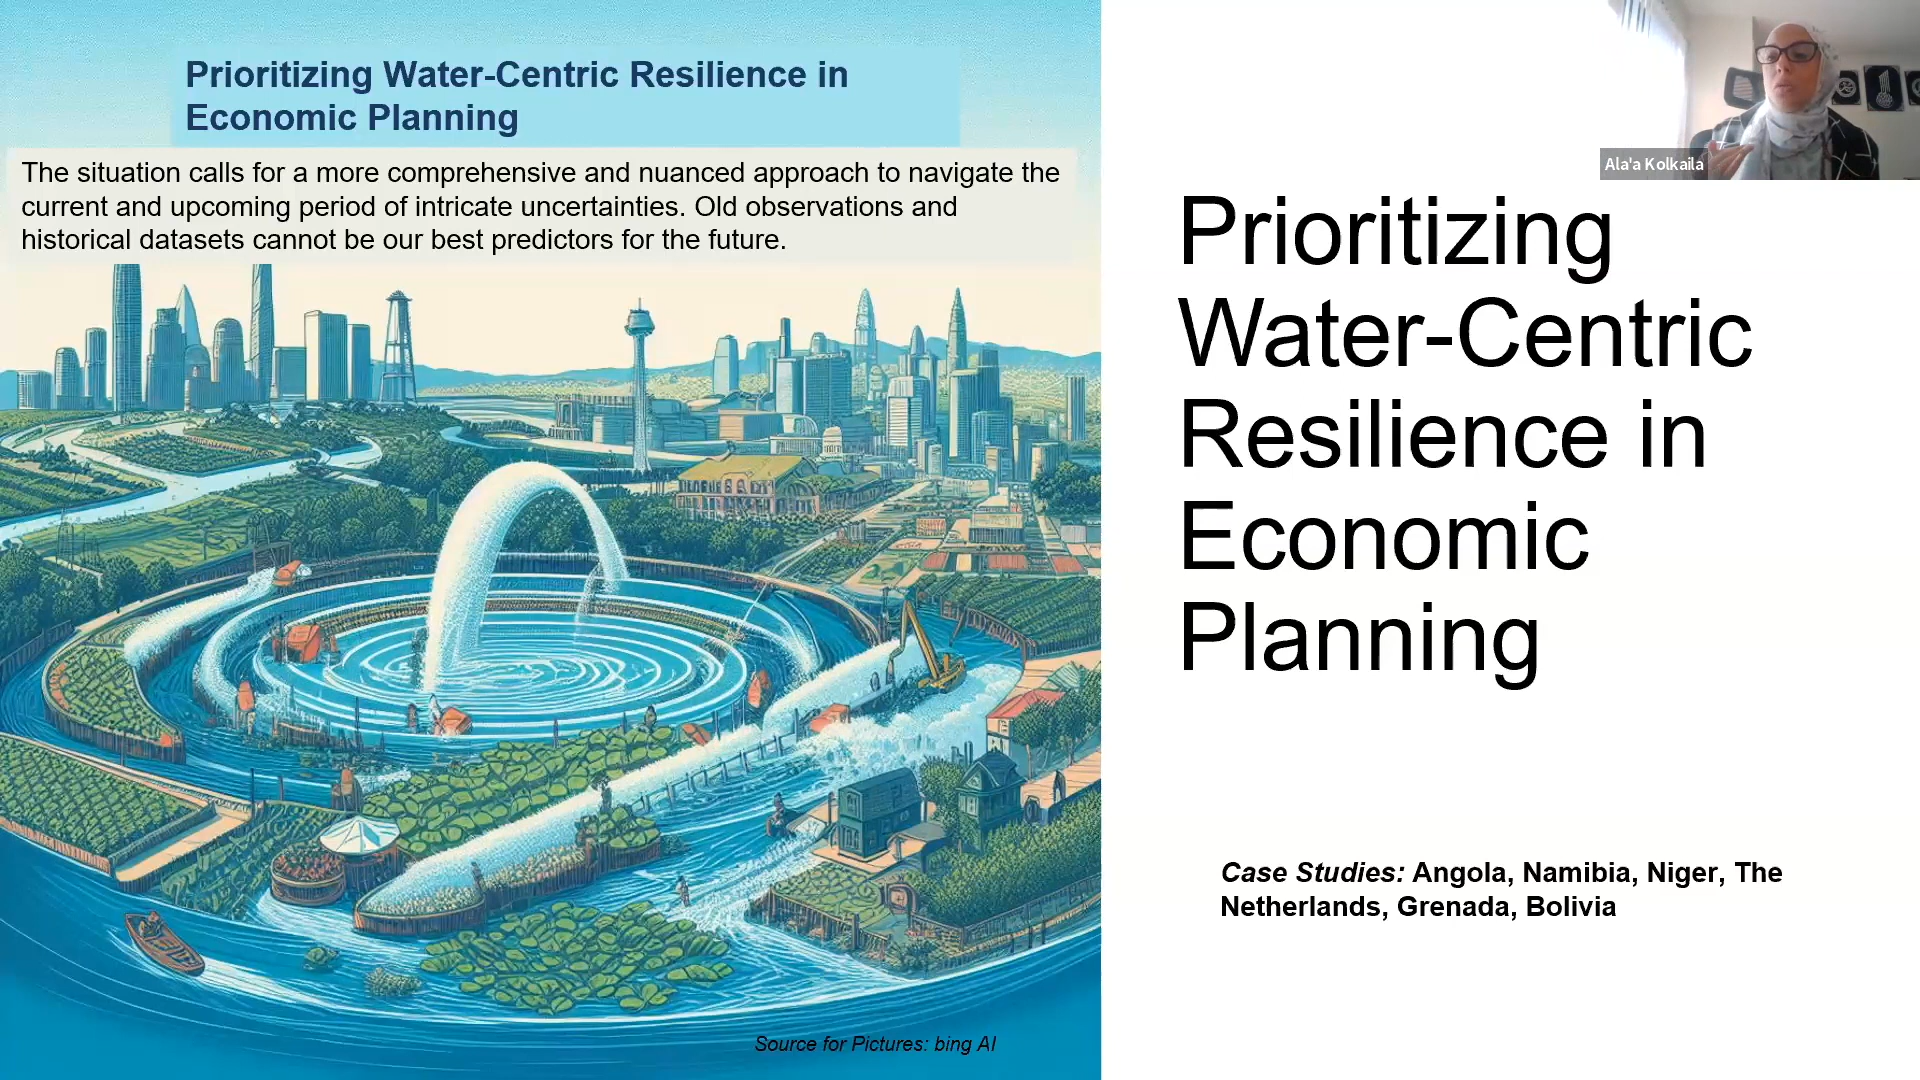 Prioritizing Water-Centric Resilience in
Economic Planning
The situation calls for a more comprehensive and nuanced approach to navigate the
current and upcoming period of intricate uncertainties. Old observations and
historical datasets cannot be our best predictors for the future.
Source for Pictures: bing AI
Ala'a Kolkaila
Prioritizing
Water-Centric
Resilience in
Economic
Planning
Case Studies: Angola, Namibia, Niger, The
Netherlands, Grenada, Bolivia